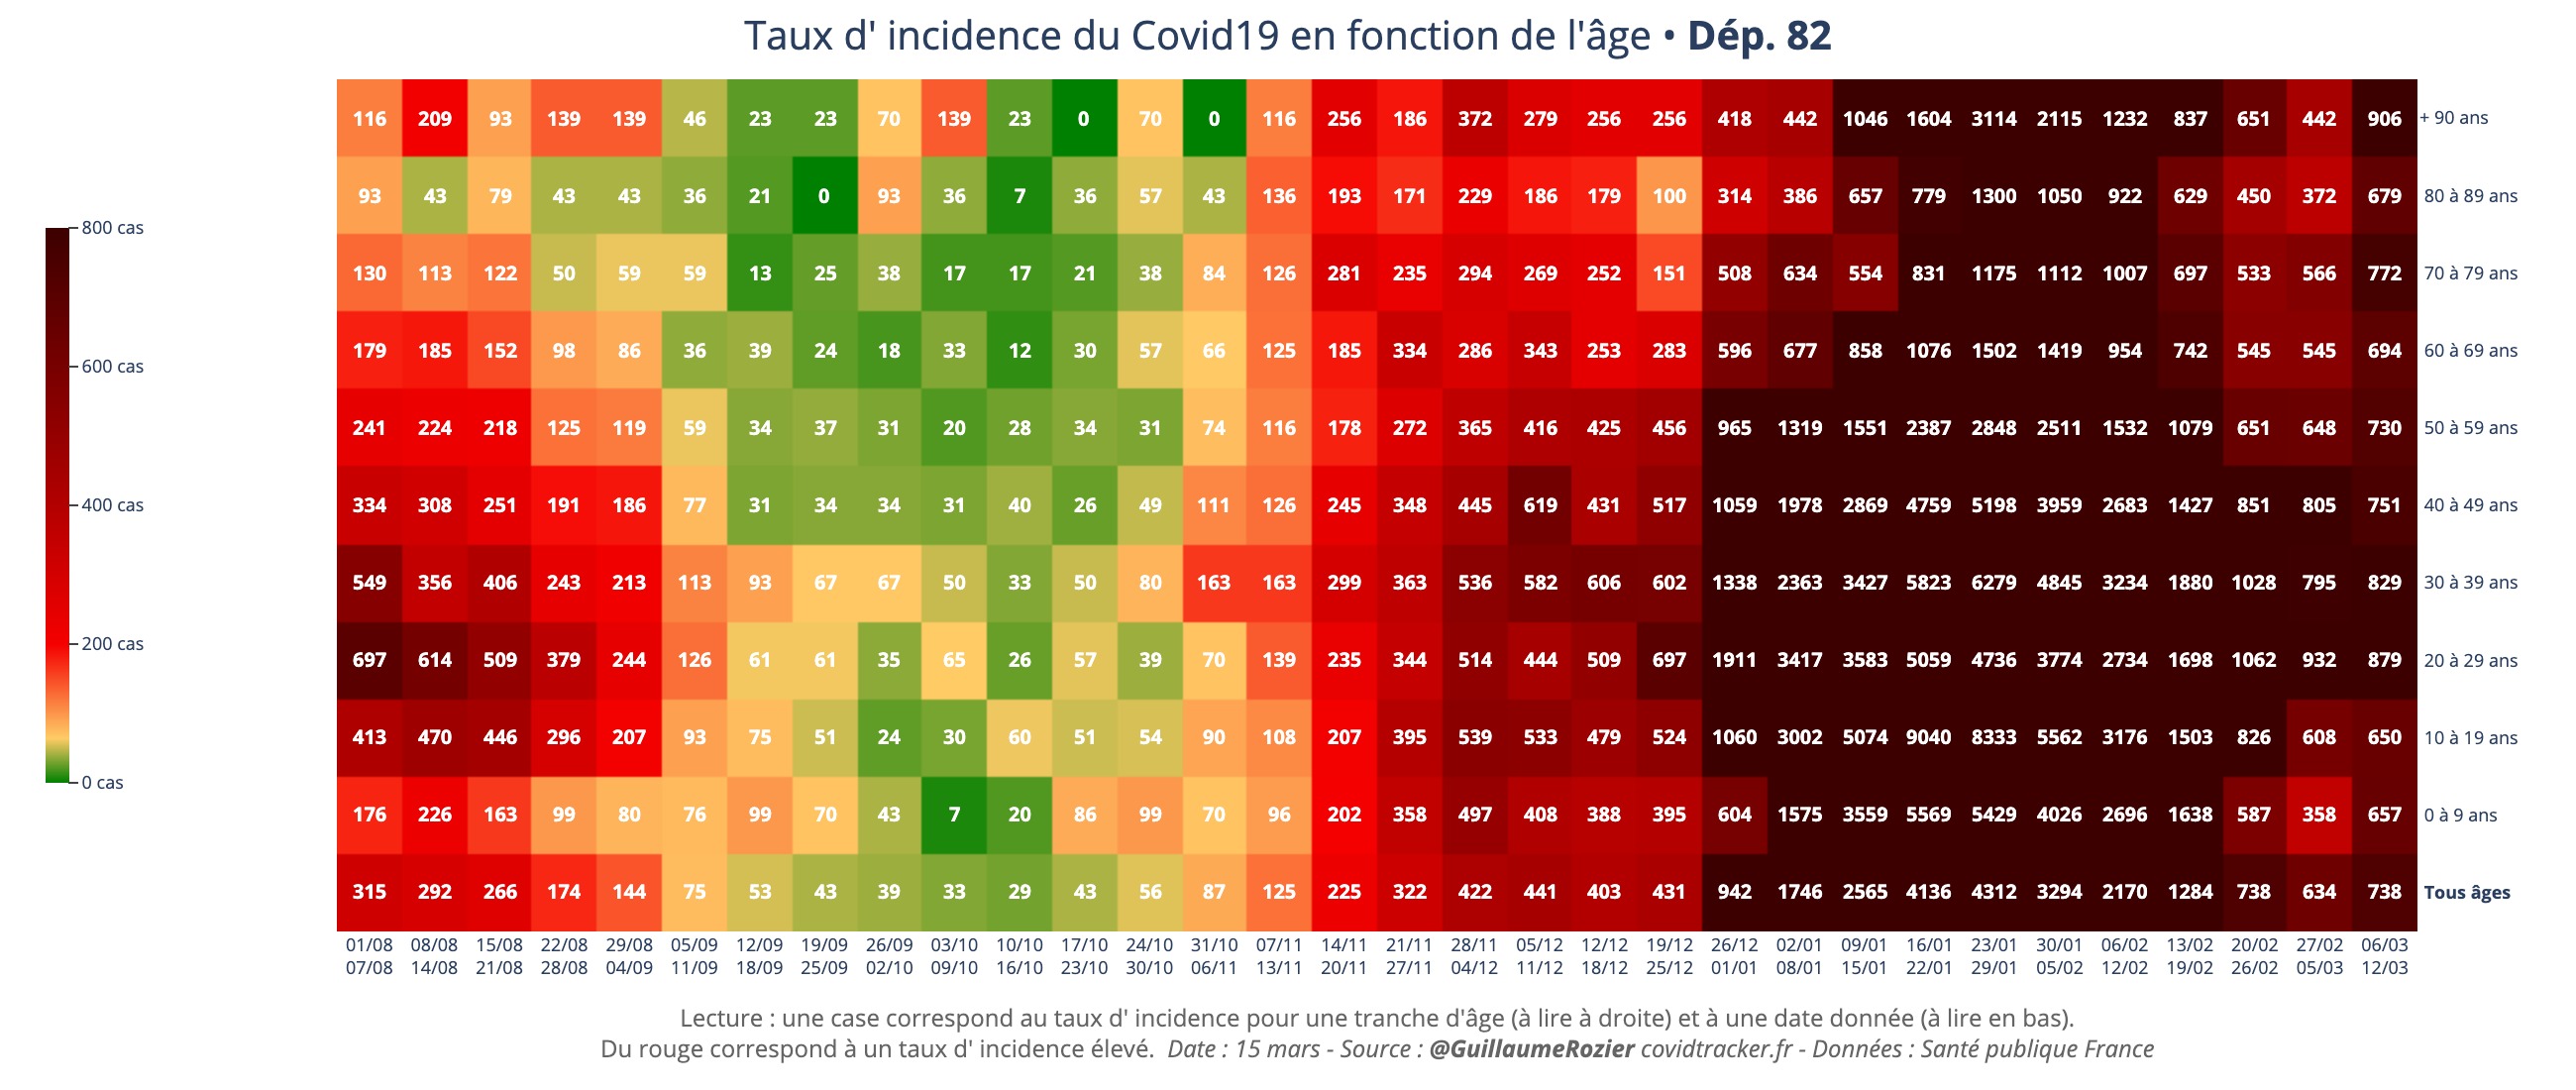 Taux d' incidence du Covid19 en fonction de l'âge • Dép. 82
800 cas
600 cas
400 cas
200 cas
0 cas
116 209 93 139 139 46 23 23 70 139 23 0 70 0 116 256 186 372 279 256 256 418 442 1046 1604 3114 2115 1232 837 651 442 906 + 90 ans
93 43 79 43 43 36 21 0 93 36 7 36 57 43 136 193 171 229 186 179 100 314 386 657 779 1300 1050 922 629 450 372 679 80 à 89 ans
130 113 122 50 59 59 13 25 38 17 17 21 38 84 126 281 235 294 269 252 151 508 634 554 831 1175 1112 1007 697 533 566 772 70 à 79 ans
179 185 152 98 86 36 39 24 18 33 12 30 57 66 125 185 334 286 343 253 283 596 677 858 1076 1502 1419 954 742 545 545 694 60 à 69 ans
241 224 218 125 119 59 34 37 31 20 28 34 31 74 116 178 272 365 416 425 456 965 1319 1551 2387 2848 2511 1532 1079 651 648 730 50 à 59 ans
334 308 251 191 186 77 31 34 34 31 40 26 49 111 126 245 348 445 619 431 517 1059 1978 2869 4759 5198 3959 2683 1427 851 805 751 40 à 49 ans
549 356 406 243 213 113 93 67 67 50 33 50 80 163 163 299 363 536 582 606 602 1338 2363 3427 5823 6279 4845 3234 1880 1028 795 829 30 à 39 ans
697 614 509 379 244 126 61 61 35 65 26 57 39 70 139 235 344 514 444 509 697 1911 3417 3583 5059 4736 3774 2734 1698 1062 932 879 20 à 29 ans
413 470 446 296 207 93 75 51 24 30 60 51 54 90 108 207 395 539 533 479 524 1060 3002 5074 9040 8333 5562 3176 1503 826 608 650 10 à 19 ans
176 226 163 99 80 76 99 70 43 7 20 86 99 70 96 202 358 497 408 388 395 604 1575 3559 5569 5429 4026 2696 1638 587 358 657 0 à 9 ans
315 292 266 174 144 75 53 43 39 33 29 43 56 87 125 225 322 422 441 403 431 942 1746 2565 4136 4312 3294 2170 1284 738 634 738 Tous âges
01/08 08/08 15/08 22/08 29/08 05/09 12/09 19/09 26/09 03/10 10/10 17/10 24/10 31/10 07/11 14/11 21/11 28/11 05/12 12/12 19/12 26/12 02/01 09/01 16/01 23/01 30/01 06/02 13/02 20/02 27/02 06/03
07/08 14/08 21/08 28/08 04/09 11/09 18/09 25/09 02/10 09/10 16/10 23/10 30/10 06/11 13/11 20/11 27/11 04/12 11/12 18/12 25/12 01/01 08/01 15/01 22/01 29/01 05/02 12/02 19/02 26/02 05/03 12/03
Lecture : une case correspond au taux d' incidence pour une tranche d'âge (à lire à droite) et à une date donnée (à lire en bas).
Du rouge correspond à un taux d' incidence élevé. Date : 15 mars - Source : @GuillaumeRozier covidtracker.fr - Données : Santé publique France